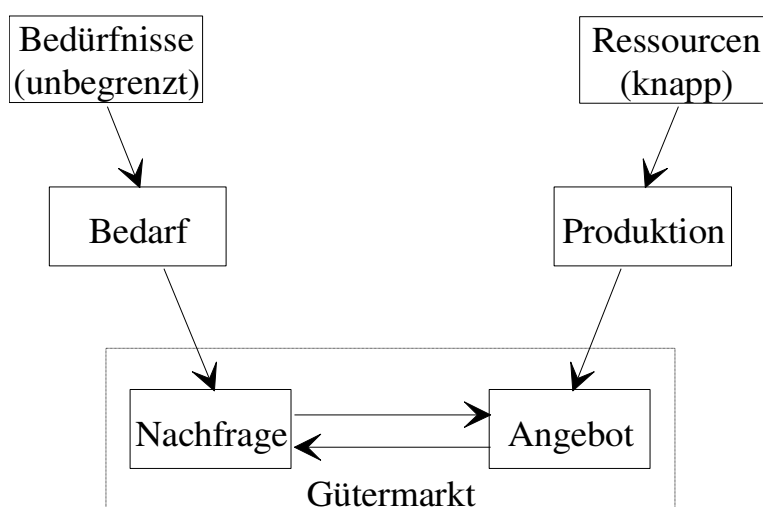 Bedürfnisse
(unbegrenzt)
Ressourcen
(knapp)
Bedarf
Produktion
Nachfrage
Angebot
Gütermarkt